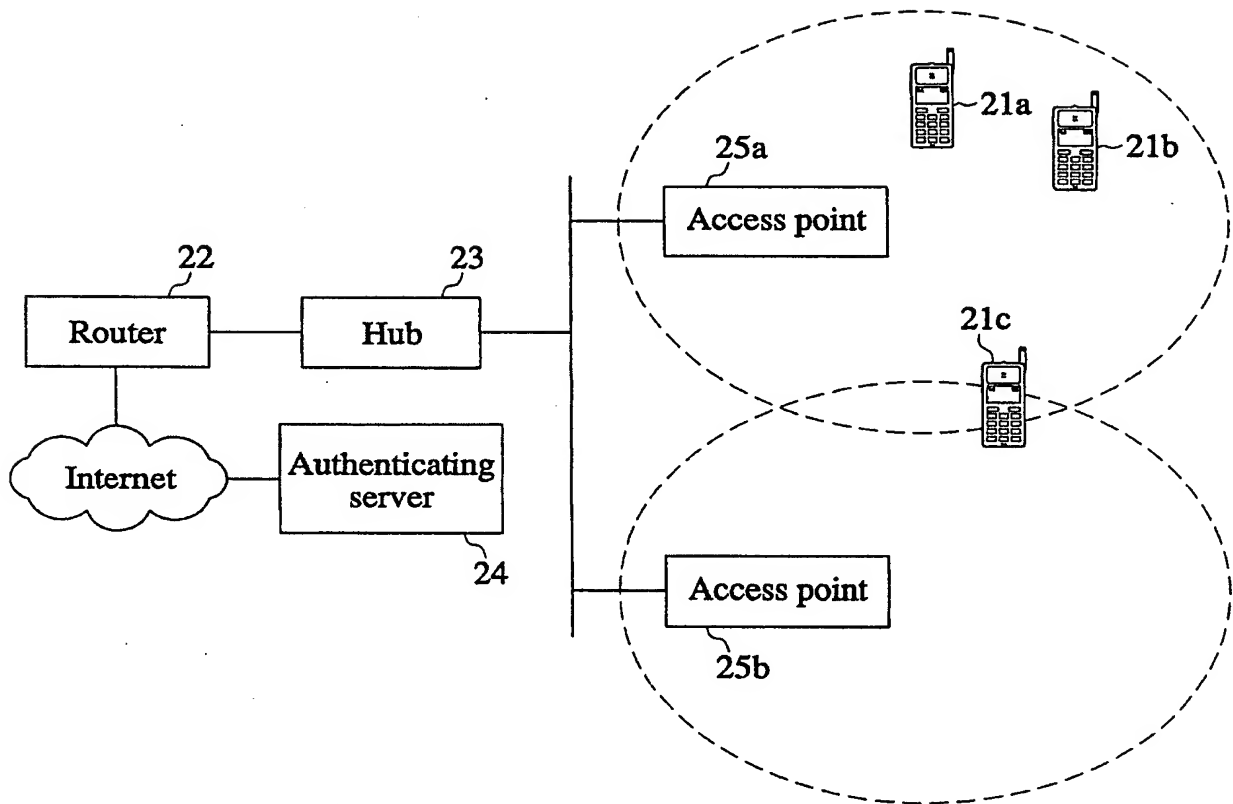 21a
21b
25a
Access point
22
23
Router
Hub
21c
Internet
Authenticating
server
24
Access point
25b